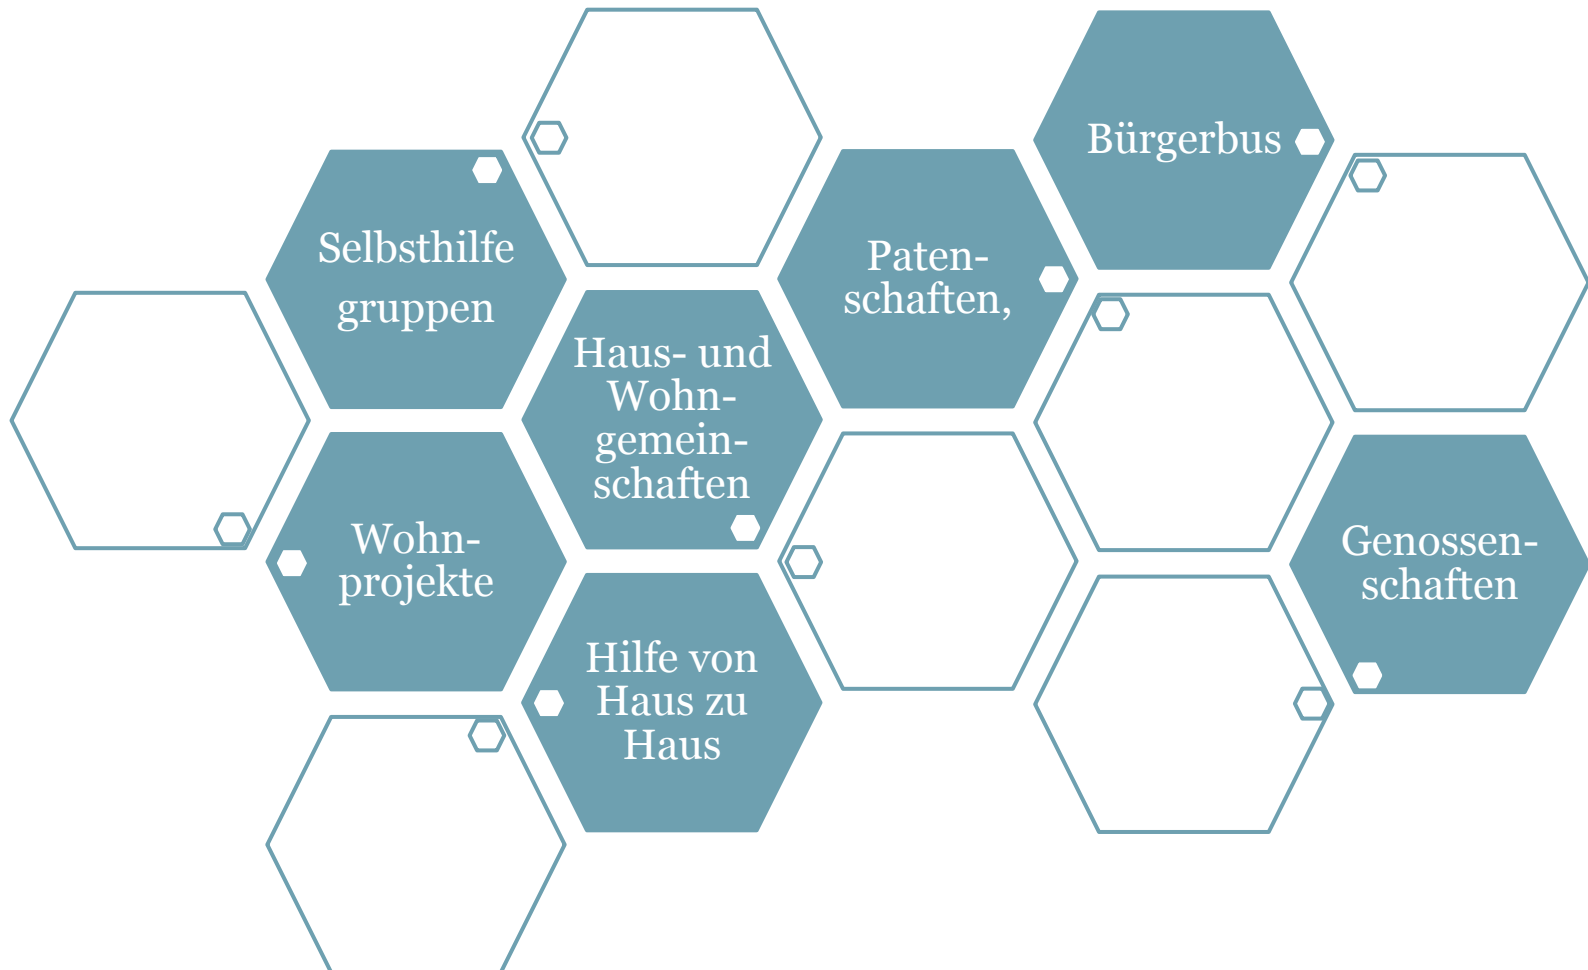 Bürgerbus
Selbsthilfe
gruppen
Paten-
schaften,
Haus- und
Wohn-
gemein-
schaften
Wohn-
projekte
Genossen-
schaften
Hilfe von
Haus zu
Haus